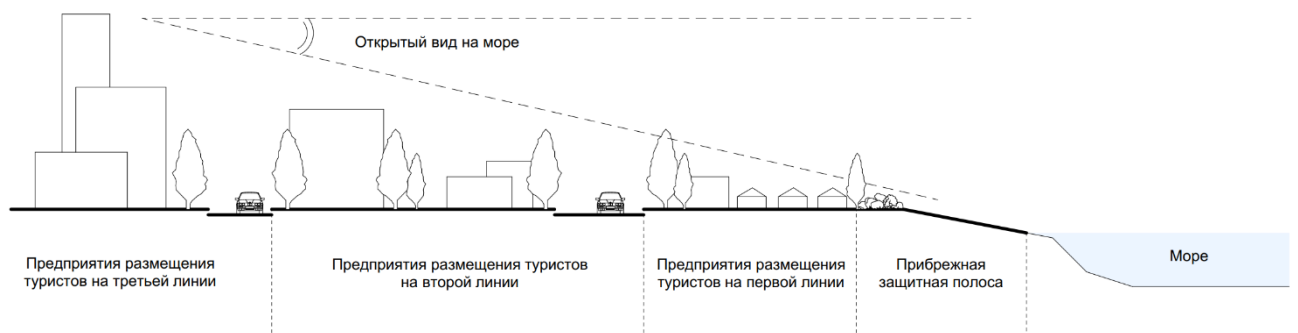 Открытый вид на море
Предприятия размещения
туристов на третьей линии
Предприятия размещения туристов
на второй линии
Предприятия размещения
туристов на первой линии
Прибрежная
защитная полоса
Море